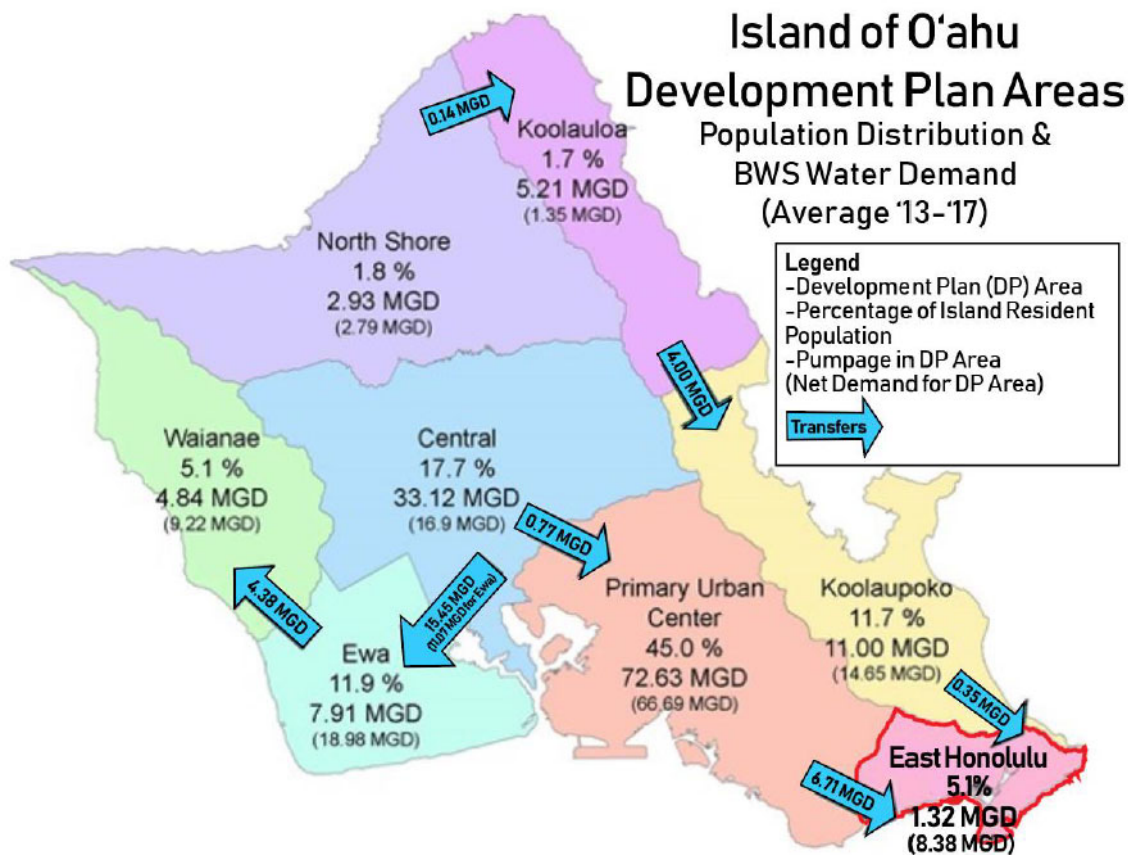 Island of O‘ahu
Development Plan Areas
Population Distribution &
BWS Water Demand
(Average ‘13-‘17)
Legend
-Development Plan (DP) Area
-Percentage of Island Resident
Population
-Pumpage in DP Area
(Net Demand for DP Area)
Transfers
0.14 MGD
Koolauloa
1.7 %
5.21 MGD
(1.35 MGD)
North Shore
1.8 %
2.93 MGD
(2.79 MGD)
4.00 MGD
Waianae
5.1 %
4.84 MGD
(9.22 MGD)
Central
17.7 %
33.12 MGD
(16.9 MGD)
0.77 MGD
4.38 MGD
15.45 MGD
(11.07 MGD for Ewa)
Ewa
11.9 %
7.91 MGD
(18.98 MGD)
Primary Urban
Center
45.0 %
72.63 MGD
(66.69 MGD)
Koolaupoko
11.7 %
11.00 MGD
(14.65 MGD)
0.35 MGD
6.71 MGD
East Honolulu
5.1%
1.32 MGD
(8.38 MGD)